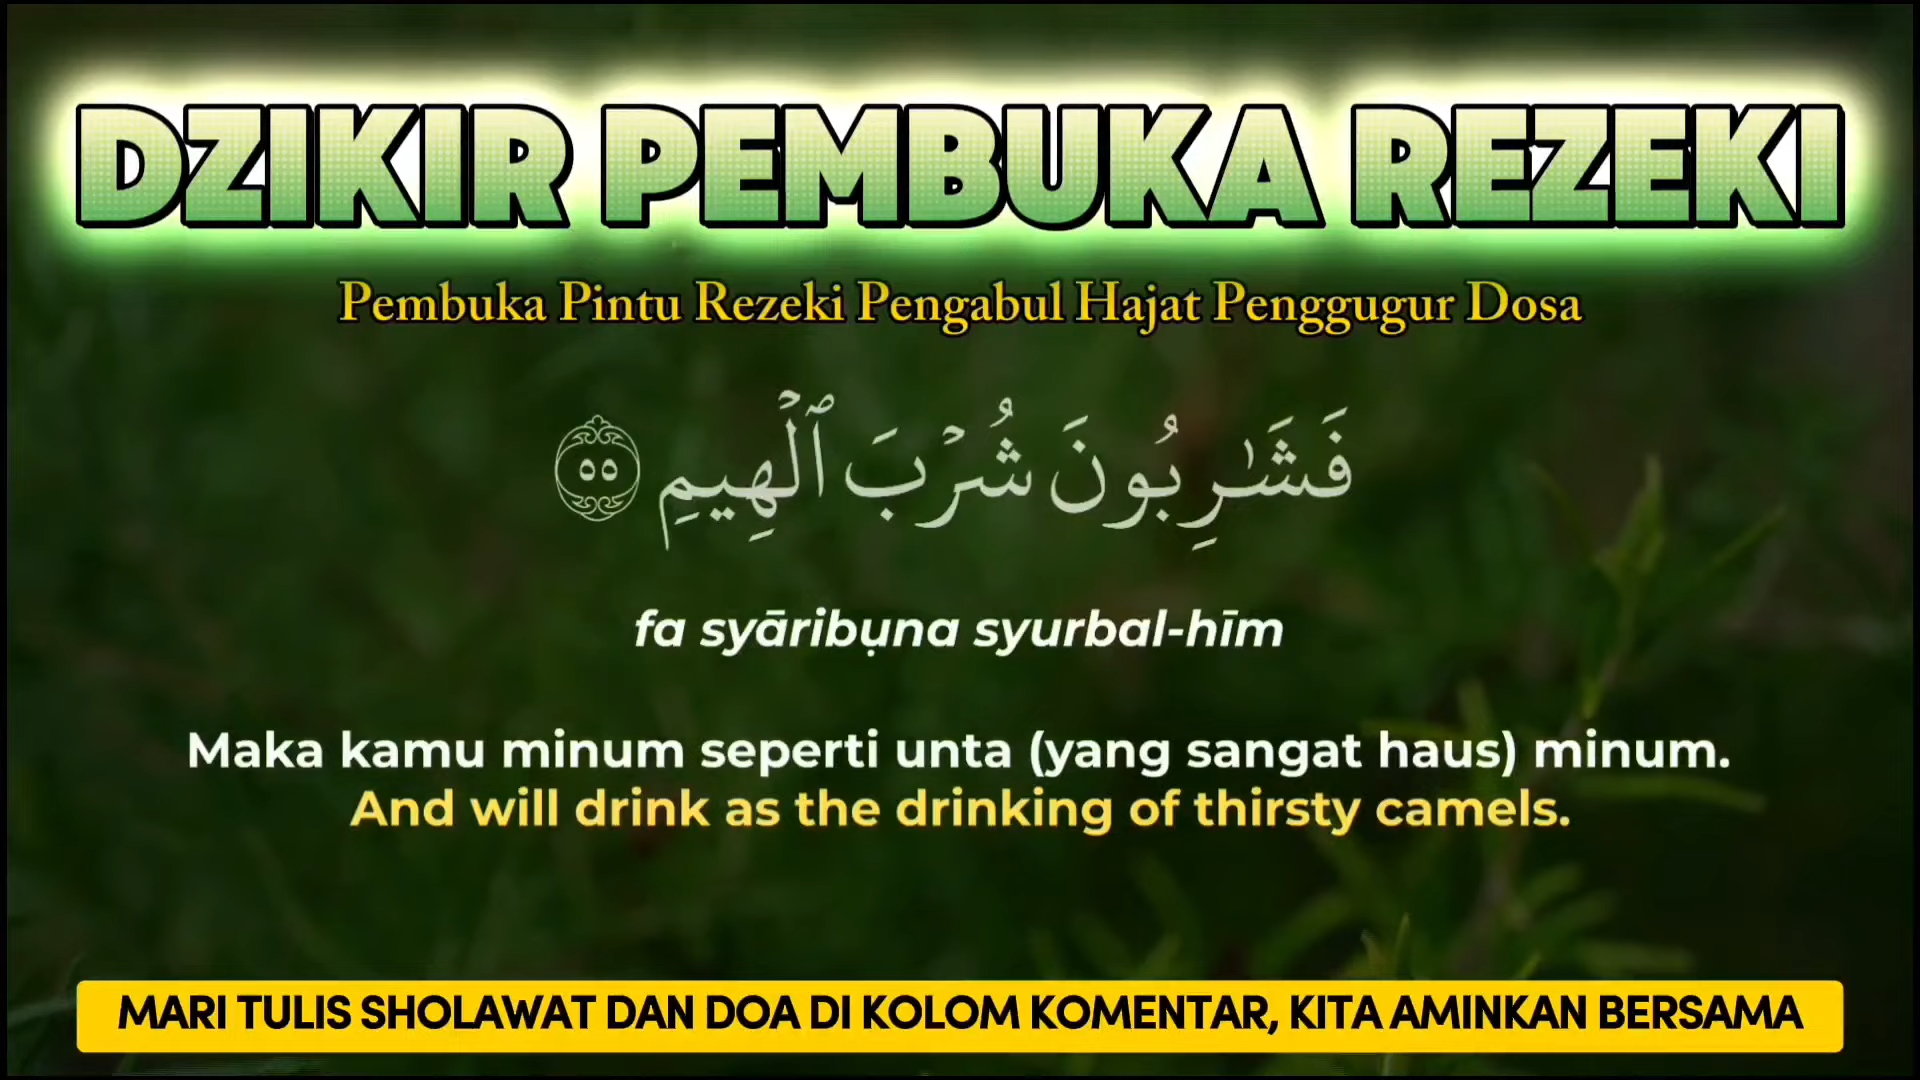 DZIKIR PEMBUKA REZEKI
Pembuka Pintu Rezeki Pengabul Hajat Penggugur Dosa
فَشَـٰرِبُونَ شُرْبَ ٱلْهِيمِ ٥٥
fa syāribụna syurbal-hīm
Maka kamu minum seperti unta (yang sangat haus) minum.
And will drink as the drinking of thirsty camels.
MARI TULIS SHOLAWAT DAN DOA DI KOLOM KOMENTAR, KITA AMINKAN BERSAMA